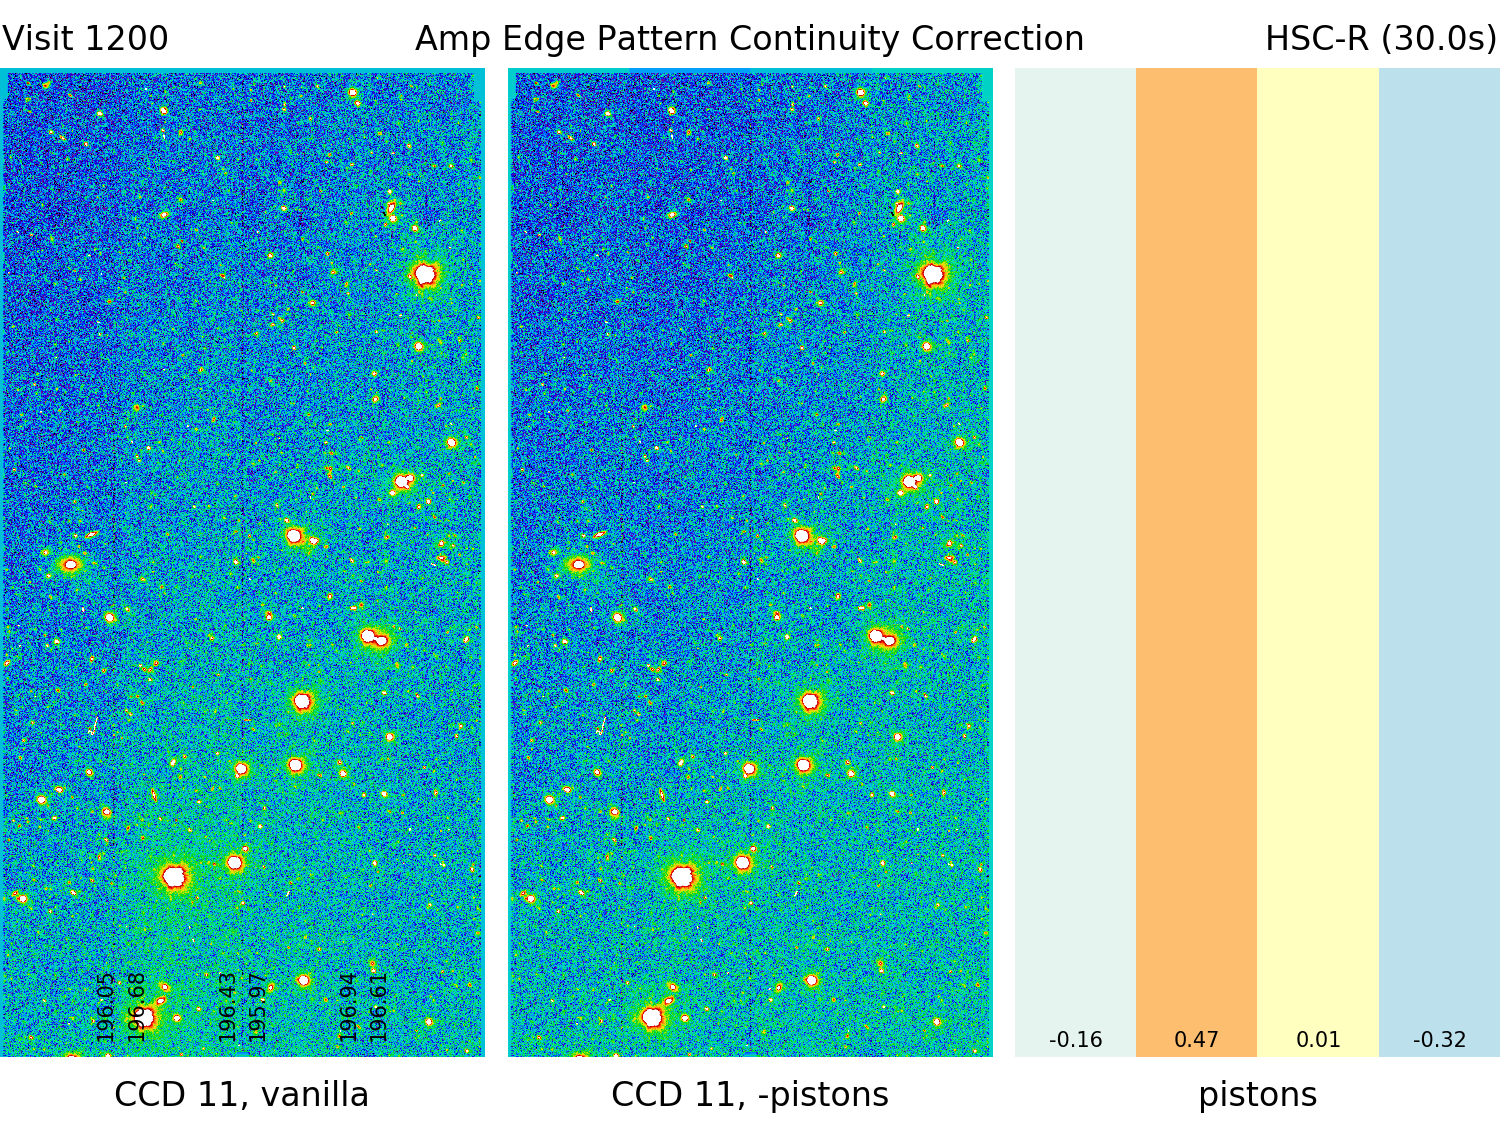 Visit 1200
Amp Edge Pattern Continuity Correction
HSC-R (30.0s)
196.05
196.68
196.43
195.97
196.94
196.61
-0.16
0.47
0.01
-0.32
CCD 11, vanilla
CCD 11, -pistons
pistons